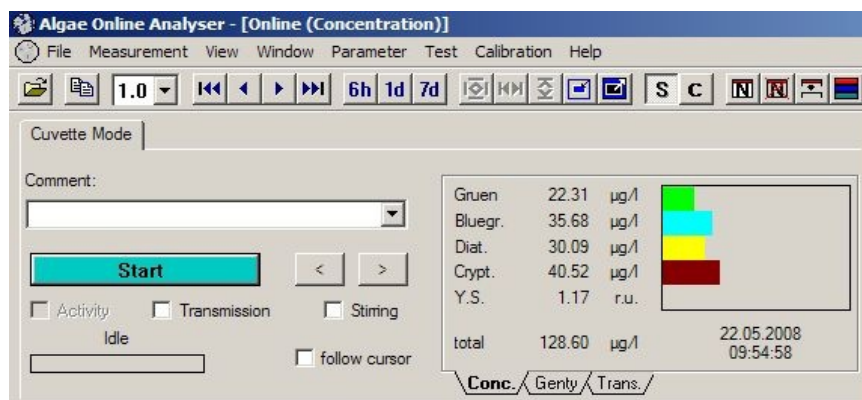 Algae Online Analyser - [Online (Concentration)]
File Measurement View Window Parameter Test Calibration Help
1.0 6h 1d 7d S C N N
Cuvette Mode
Comment:
Start < >
Activity Transmission Stirring
Idle
follow cursor
Gruen 22.31 µg/l
Bluegr. 35.68 µg/l
Diat. 30.09 µg/l
Crypt. 40.52 µg/l
Y.S. 1.17 r.u.
total 128.60 µg/l
22.05.2008
09:54:58
Conc. Genty Trans.